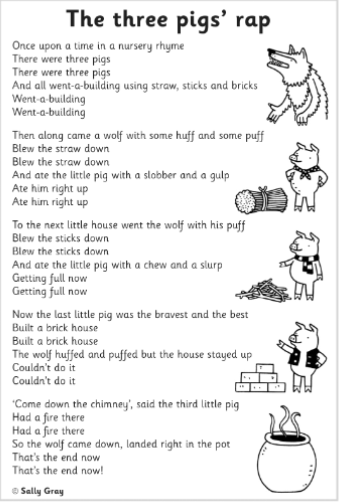 The three pigs' rap
Once upon a time in a nursery rhyme
There were three pigs
There were three pigs
And all went-a-building using straw, sticks and bricks
Went-a-building
Went-a-building
Then along came a wolf with some huff and some puff
Blew the straw down
Blew the straw down
And ate the little pig with a slobber and a gulp
Ate him right up
Ate him right up
To the next little house went the wolf with his puff
Blew the sticks down
Blew the sticks down
And ate the little pig with a chew and a slurp
Getting full now
Getting full now
Now the last little pig was the bravest and the best
Built a brick house
Built a brick house
The wolf huffed and puffed but the house stayed up
Couldn't do it
Couldn't do it
'Come down the chimney', said the third little pig
Had a fire there
Had a fire there
So the wolf came down, landed right in the pot
That's the end now
That's the end now!
© Sally Gray